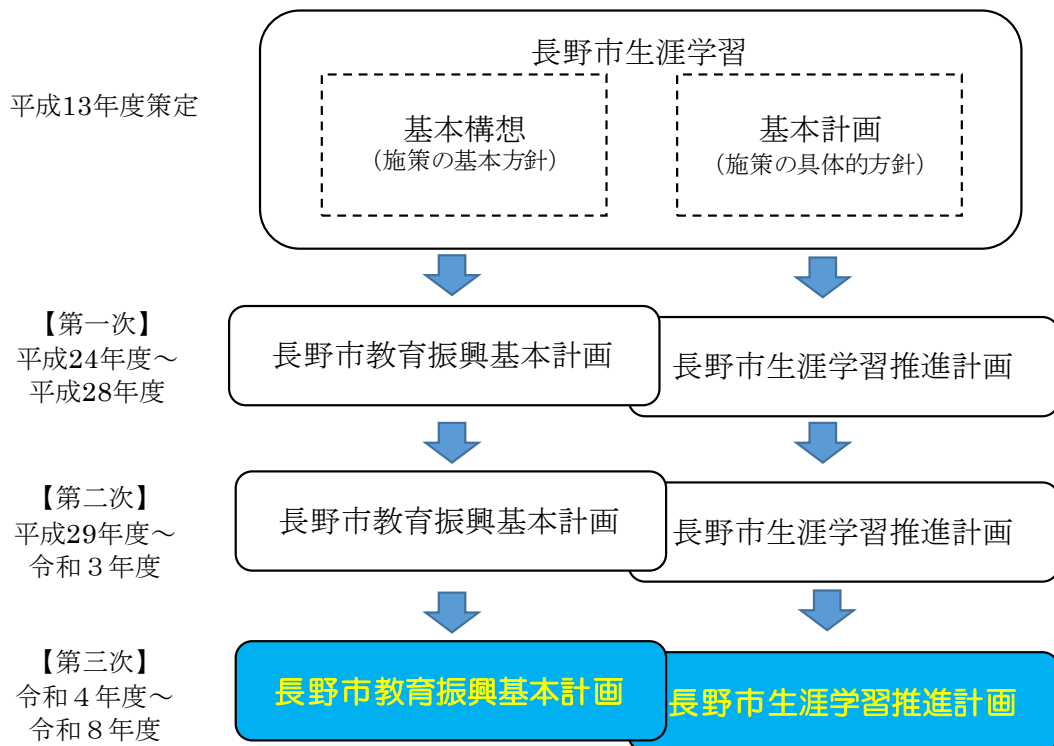 長野市生涯学習
平成13年度策定
基本構想
（施策の基本方針）
基本計画
（施策の具体的方針）
【第一次】
平成24年度～
平成28年度
長野市教育振興基本計画
長野市生涯学習推進計画
【第二次】
平成29年度～
令和３年度
長野市教育振興基本計画
長野市生涯学習推進計画
【第三次】
令和４年度～
令和８年度
長野市教育振興基本計画
長野市生涯学習推進計画